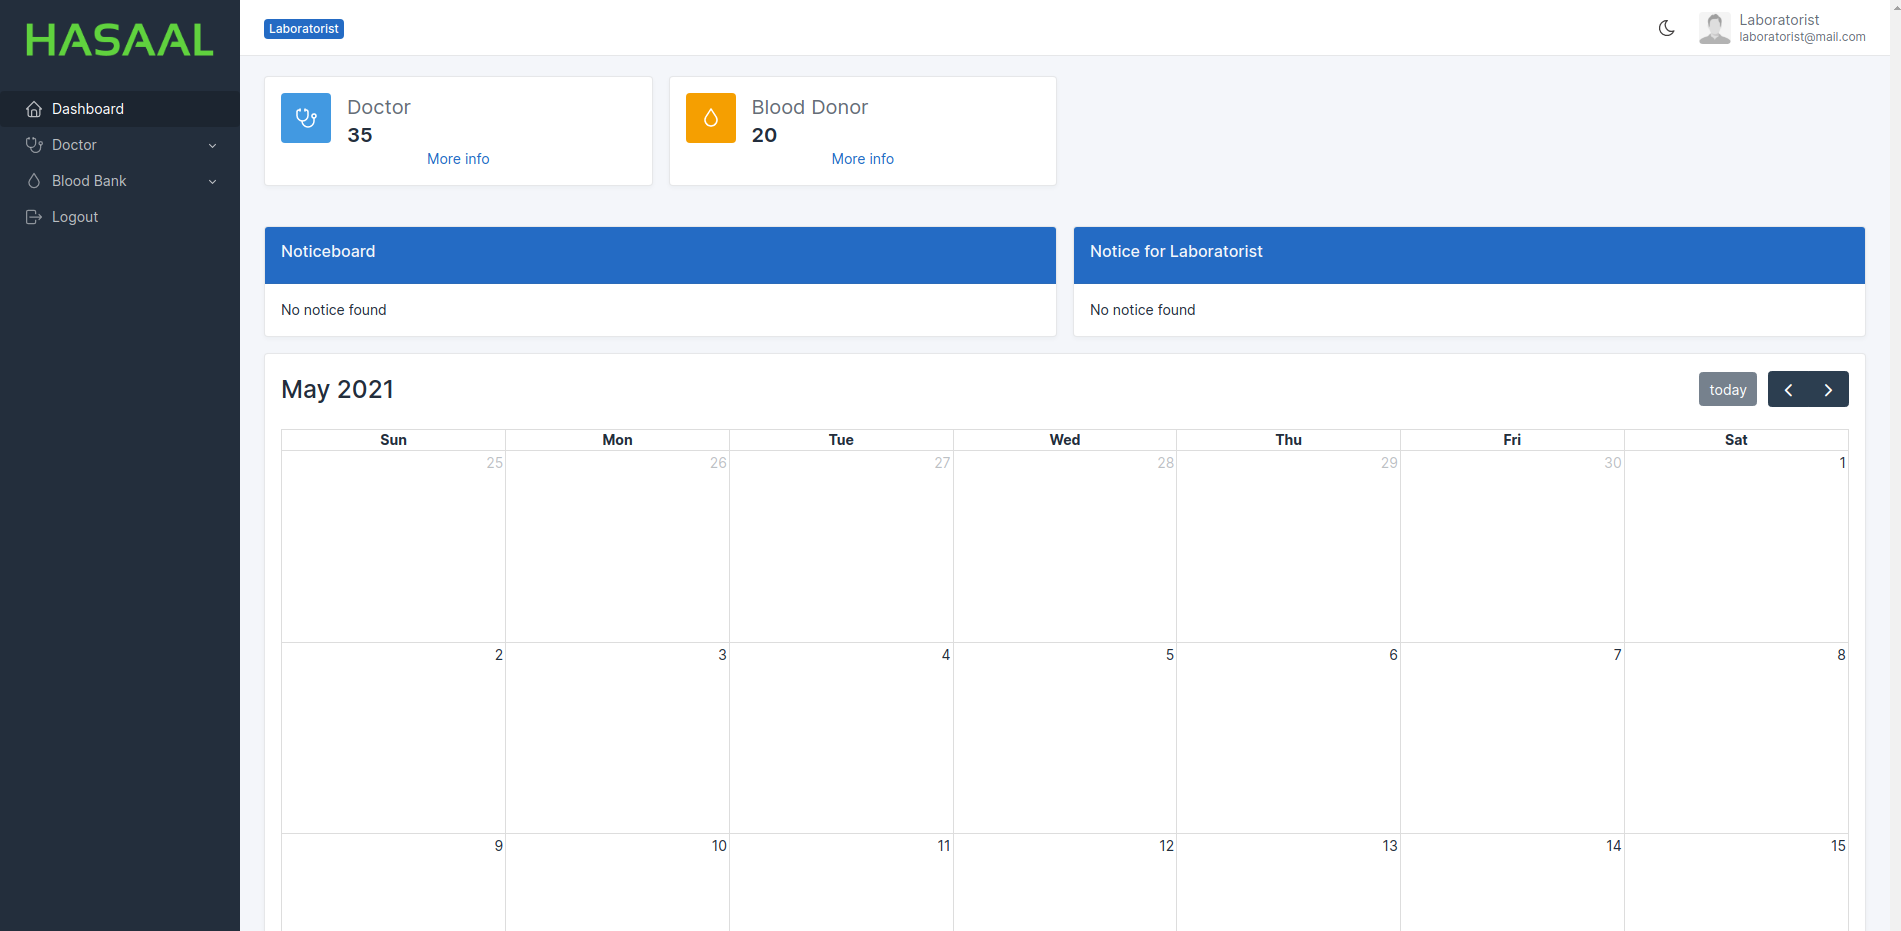 HASAAL
Dashboard
Doctor
Blood Bank
Logout
Laboratorist
Laboratorist
laboratorist@mail.com
Doctor
35
More info
Blood Donor
20
More info
Noticeboard
No notice found
Notice for Laboratorist
No notice found
May 2021
today
Sun Mon Tue Wed Thu Fri Sat
25 26 27 28 29 30 1
2 3 4 5 6 7 8
9 10 11 12 13 14 15